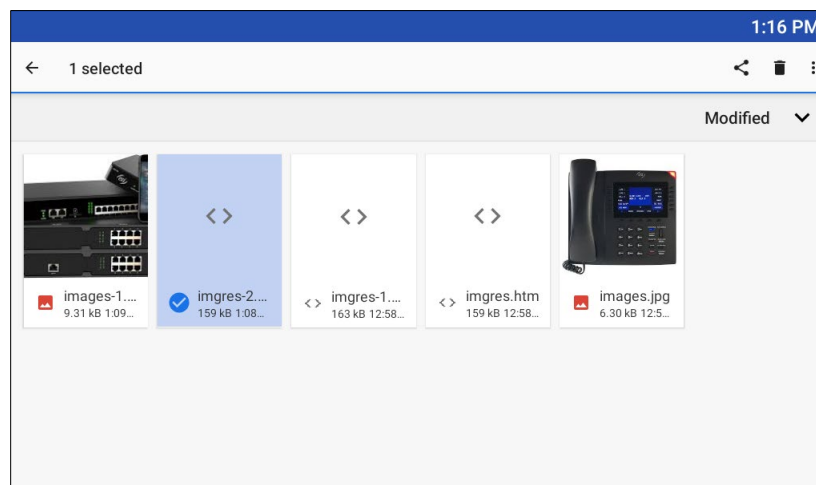 1:16 PM
1 selected
Modified
images-1....
9.31 kB 1:09...
imgres-2....
159 kB 1:08...
imgres-1....
163 kB 12:58...
imgres.htm
159 kB 12:58...
images.jpg
6.30 kB 12:5...